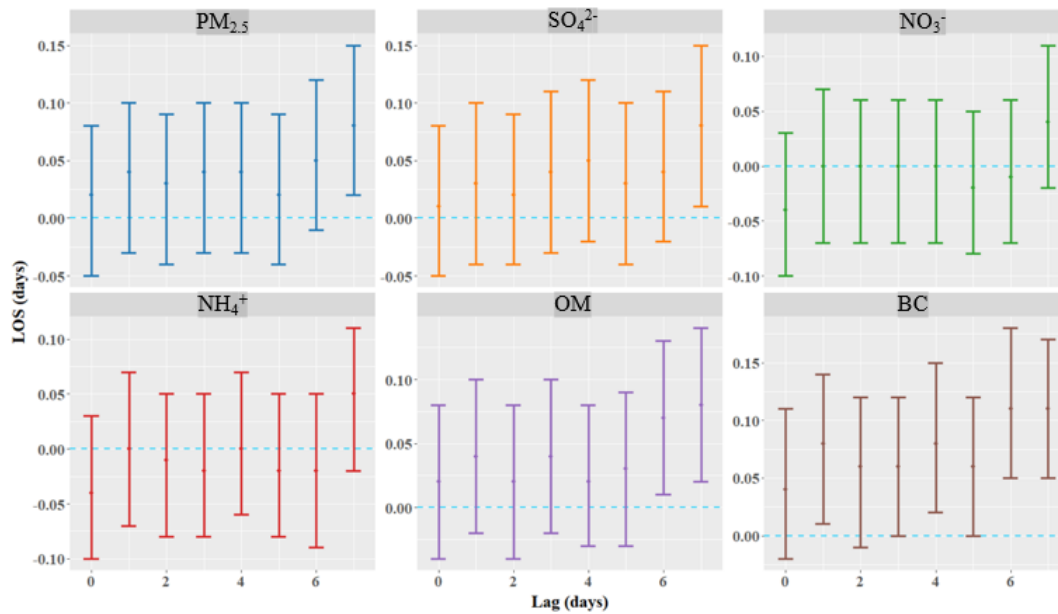 PM₂.₅ SO₄²⁻ NO₃⁻
0.15 0.15 0.10
0.10 0.10 0.05
0.05 0.05 0.00
0.00 0.00 -0.05
-0.05 -0.05 -0.10
LOS (days)
NH₄⁺ OM BC
0.10 0.10 0.15
0.05 0.05 0.10
0.00 0.00 0.05
-0.05 0.00
-0.10
0 2 4 6 0 2 4 6 0 2 4 6
Lag (days)